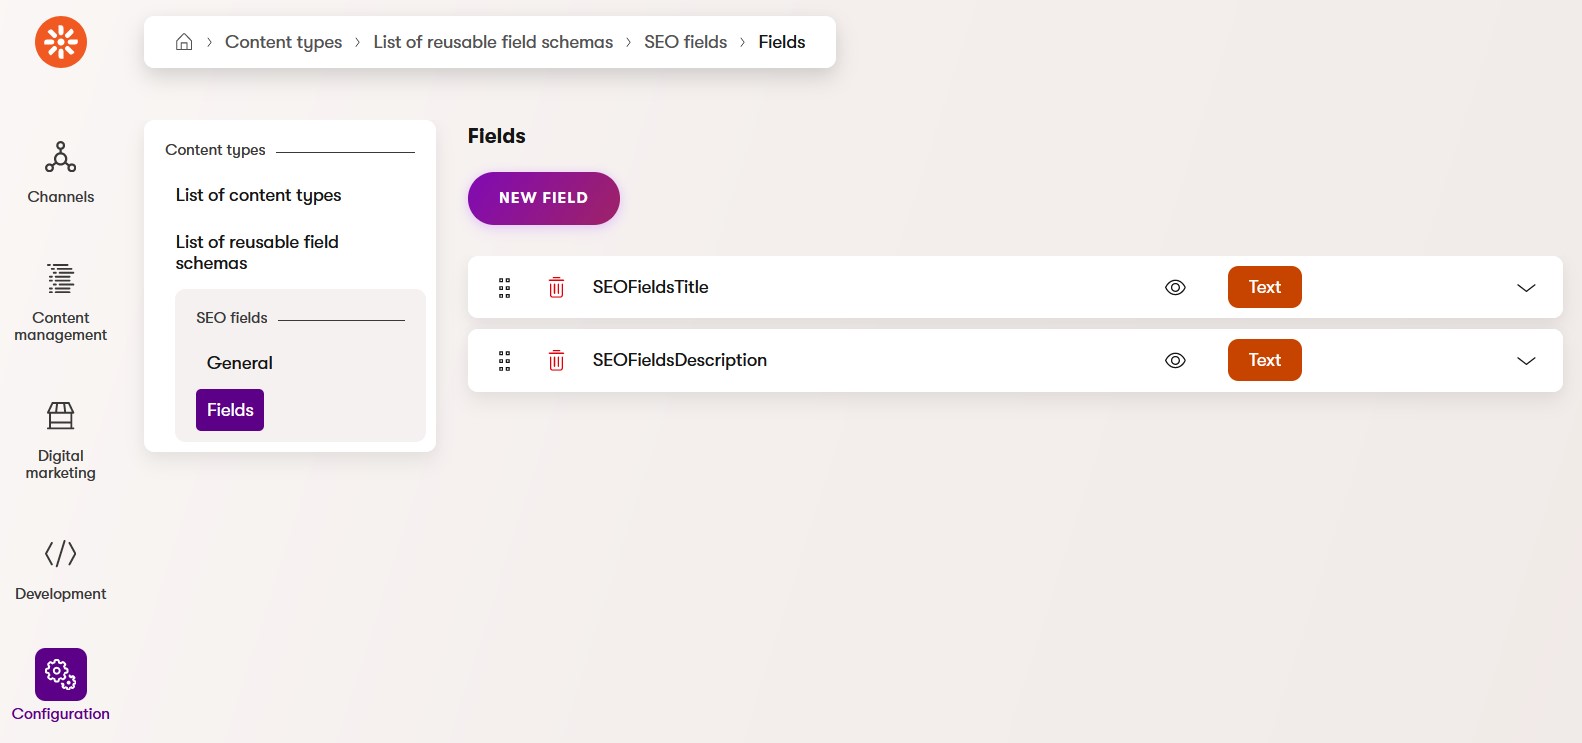 Content types
List of reusable field schemas
SEO fields
Fields
Channels
Content
management
Digital
marketing
Development
Configuration
Content types
List of content types
List of reusable field
schemas
SEO fields
General
Fields
Fields
NEW FIELD
SEOFieldsTitle
Text
SEOFieldsDescription
Text